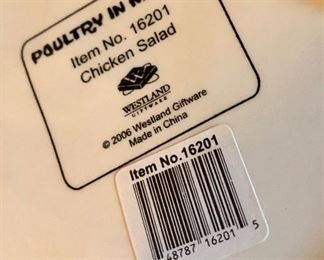 POULTRY IN
Item No. 16201
Chicken Salad
WESTLAND
GIFTWARE
© 2006 Westland Giftware
Made in China
Item No.16201
48787 16201 5